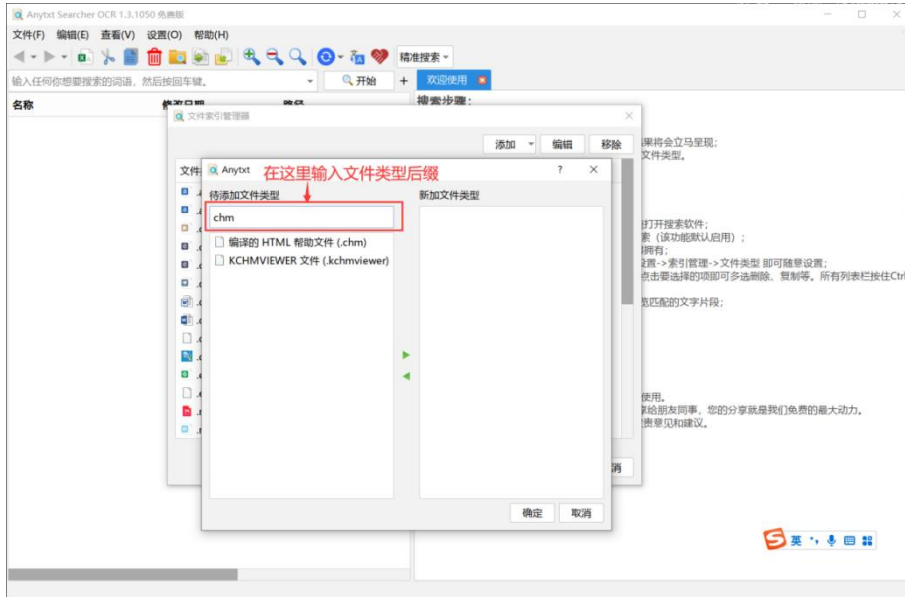 Anytxt Searcher OCR 1.3.1050 免费版
文件(F) 编辑(E) 查看(V) 设置(O) 帮助(H)
精准搜索
输入任何你想要搜索的词语，然后按回车键。
开始
欢迎使用
名称
路径
搜索步骤:
文件索引管理器
添加 编辑 移除
果将会立马呈现;
文件类型。
文件
Anytxt
在这里输入文件类型后缀
待添加文件类型
新加文件类型
chm
编译的 HTML 帮助文件 (.chm)
KCHMVIEWER 文件 (.kchmviewer)
打开搜索软件;
索（该功能默认启用）;
拥有;
设置->索引管理->文件类型 即可随意设置;
点击要选择的项即可多选删除、复制等。所有列表栏按住Ctrl
览匹配的文字片段;
使用。
享给朋友同事，您的分享就是我们免费的最大动力。
贵意见和建议。
消
确定 取消
英